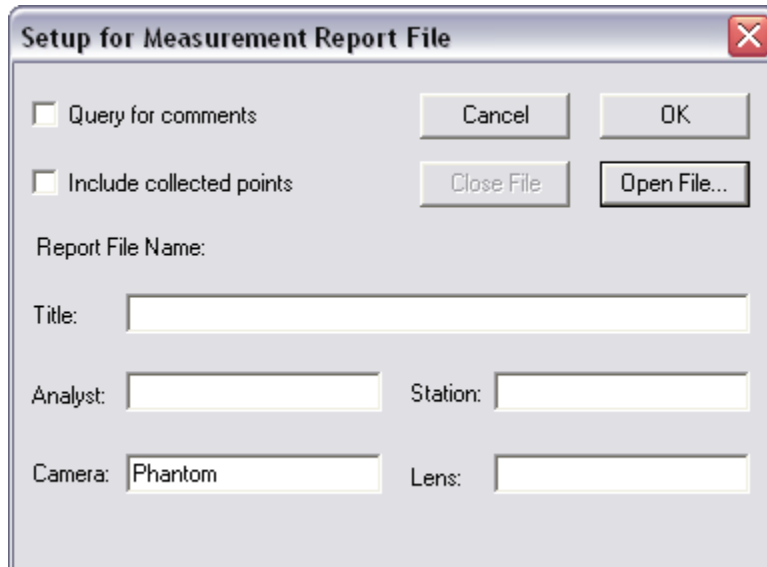 Setup for Measurement Report File
Query for comments
Cancel
OK
Include collected points
Close File
Open File...
Report File Name:
Title:
Analyst:
Station:
Camera: Phantom
Lens: